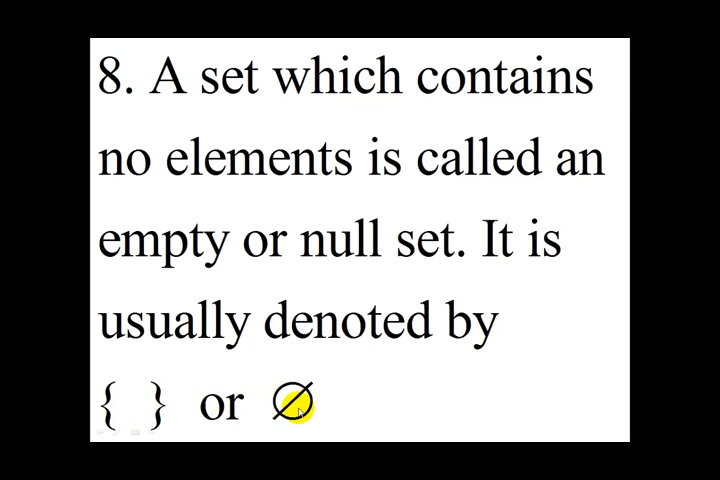 8. A set which contains
no elements is called an
empty or null set. It is
usually denoted by
{ } or ∅